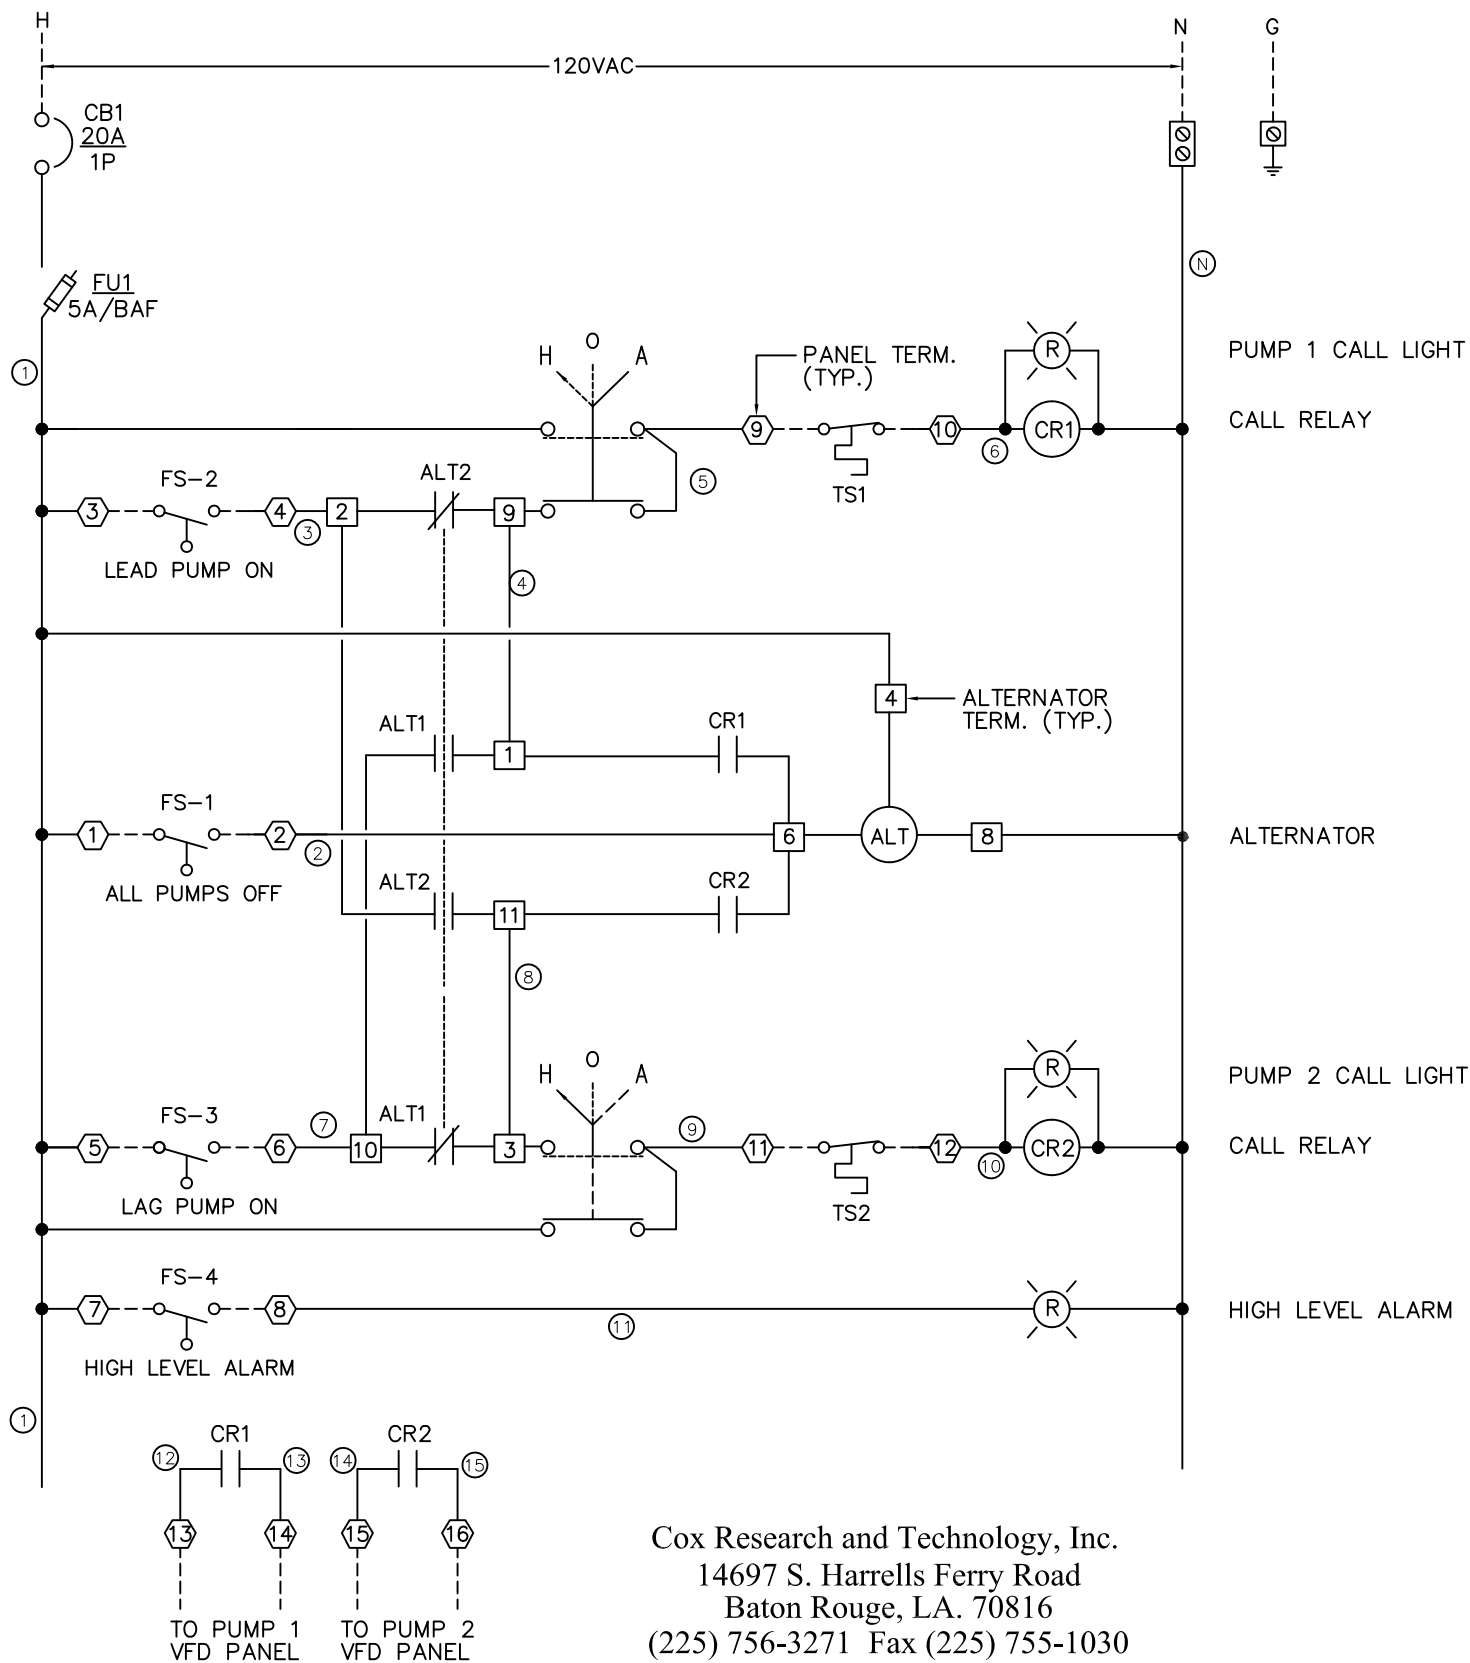 H
N
G
120VAC
CB1
20A
1P
N
FU1
5A/BAF
1
H
O
A
PANEL TERM.
(TYP.)
R
PUMP 1 CALL LIGHT
9
10
CR1
CALL RELAY
6
TS1
FS-2
ALT2
5
3
4
2
9
3
LEAD PUMP ON
4
4
ALTERNATOR
TERM. (TYP.)
ALT1
CR1
1
FS-1
1
2
6
ALT
8
ALTERNATOR
2
ALL PUMPS OFF
ALT2
CR2
11
8
H
O
A
R
PUMP 2 CALL LIGHT
FS-3
7
ALT1
9
5
6
10
3
11
12
CR2
CALL RELAY
10
LAG PUMP ON
TS2
FS-4
7
8
R
HIGH LEVEL ALARM
11
HIGH LEVEL ALARM
1
CR1
CR2
12
13
14
15
13
14
15
16
TO PUMP 1
VFD PANEL
TO PUMP 2
VFD PANEL
Cox Research and Technology, Inc.
14697 S. Harrells Ferry Road
Baton Rouge, LA. 70816
(225) 756-3271 Fax (225) 755-1030